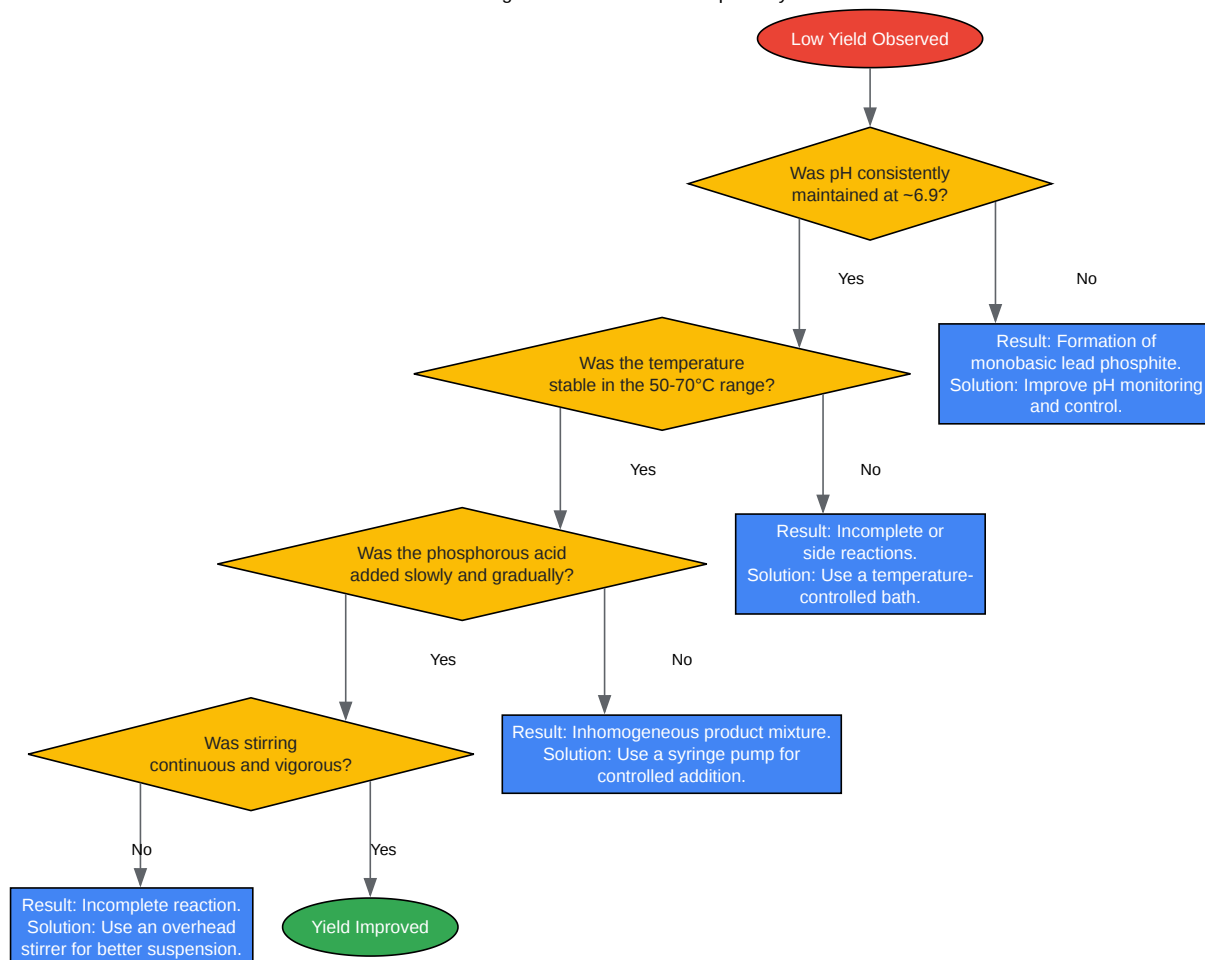 Low Yield Observed
Was pH consistently
maintained at ~6.9?
Yes
No
Result: Formation of
monobasic lead phosphite.
Solution: Improve pH monitoring
and control.
Was the temperature
stable in the 50-70°C range?
Yes
No
Result: Incomplete or
side reactions.
Solution: Use a temperature-
controlled bath.
Was the phosphorous acid
added slowly and gradually?
Yes
No
Result: Inhomogeneous product mixture.
Solution: Use a syringe pump for
controlled addition.
Was stirring
continuous and vigorous?
No
Yes
Result: Incomplete reaction.
Solution: Use an overhead
stirrer for better suspension.
Yield Improved